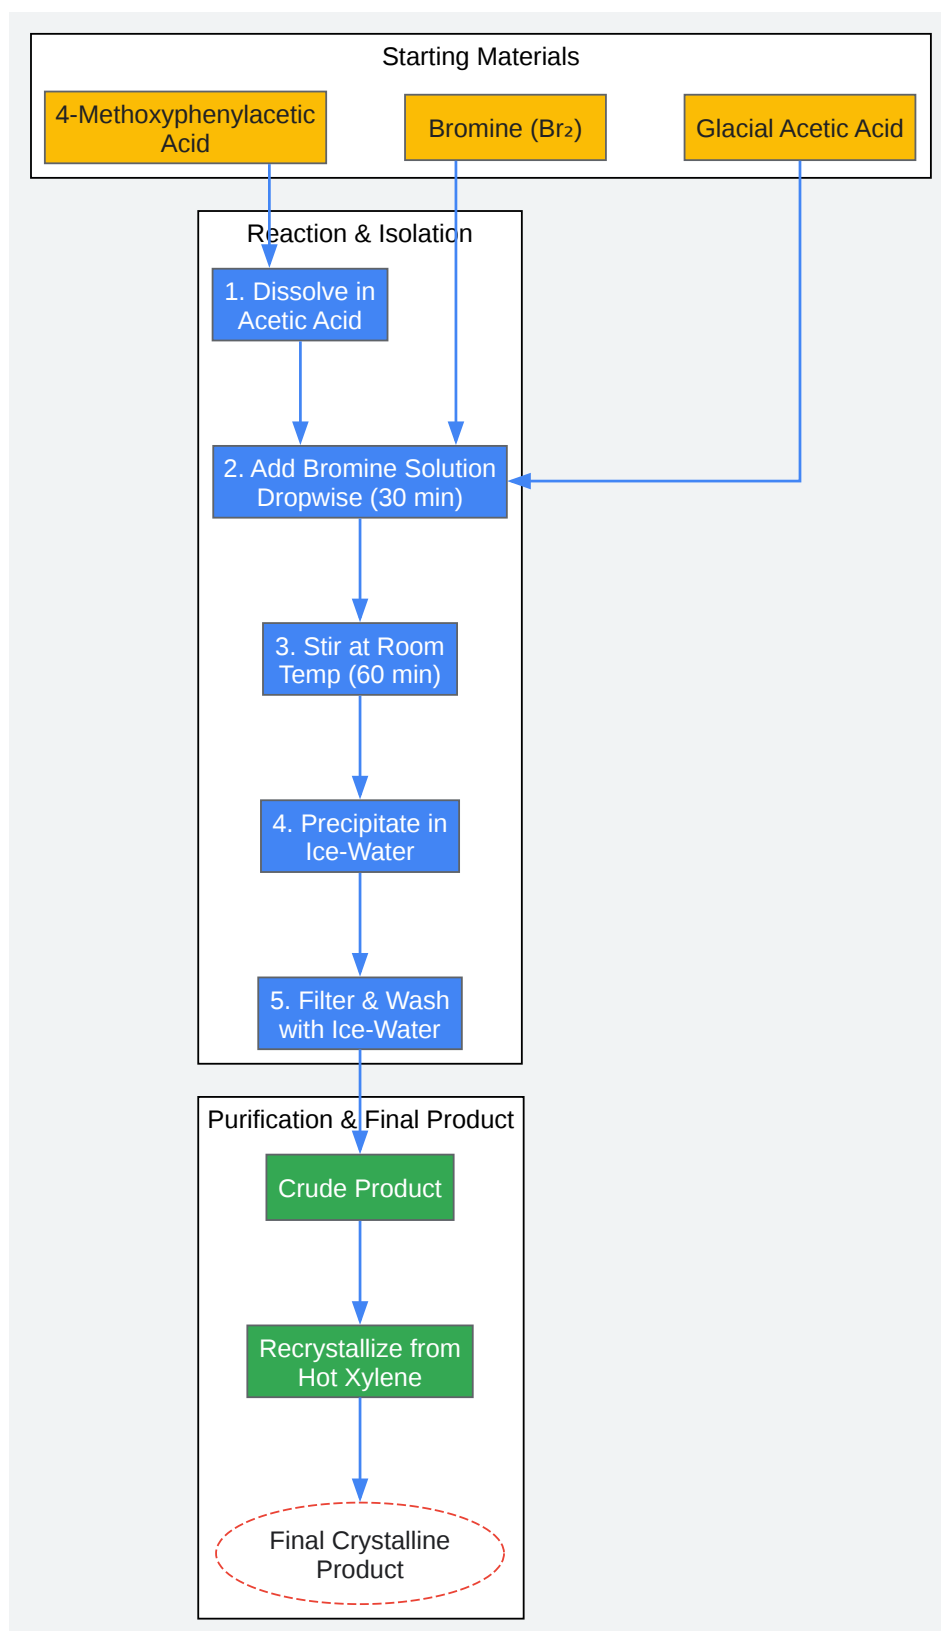 Starting Materials
4-Methoxyphenylacetic
Acid
Bromine (Br₂)
Glacial Acetic Acid
Reaction & Isolation
1. Dissolve in
Acetic Acid
2. Add Bromine Solution
Dropwise (30 min)
3. Stir at Room
Temp (60 min)
4. Precipitate in
Ice-Water
5. Filter & Wash
with Ice-Water
Purification & Final Product
Crude Product
Recrystallize from
Hot Xylene
Final Crystalline
Product